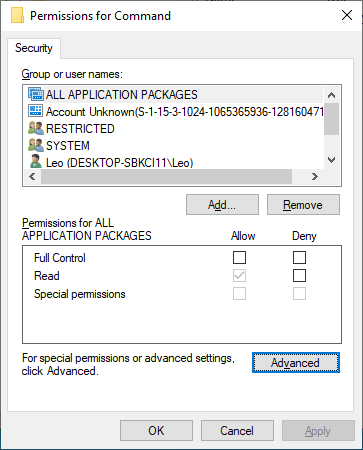 Permissions for Command
Security
Group or user names:
ALL APPLICATION PACKAGES
Account Unknown(S-1-15-3-1024-1065365936-128160471
RESTRICTED
SYSTEM
Leo (DESKTOP-SBKCI11\Leo)
Add...
Remove
Permissions for ALL
APPLICATION PACKAGES
Allow
Deny
Full Control
Read
Special permissions
For special permissions or advanced settings,
click Advanced.
Advanced
OK
Cancel
Apply